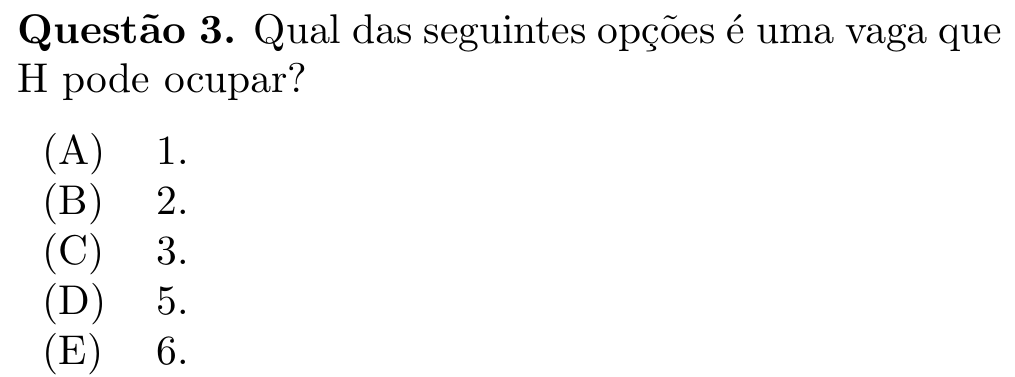 Questão 3. Qual das seguintes opções é uma vaga que
H pode ocupar?
(A) 1.
(B) 2.
(C) 3.
(D) 5.
(E) 6.